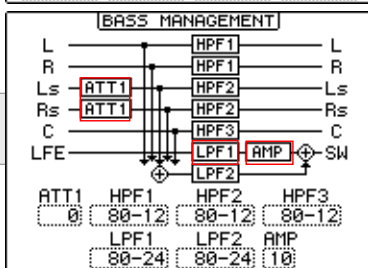 BASS MANAGEMENT
L HPF1 L
R HPF1 R
Ls ATT1 HPF2 Ls
Rs ATT1 HPF2 Rs
C HPF3 C
LFE LPF1 AMP SW
LPF2
ATT1 HPF1 HPF2 HPF3
0 80-12 80-12 80-12
LPF1 LPF2 AMP
80-24 80-24 10